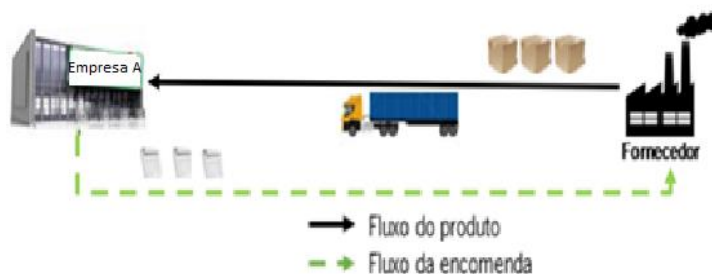 Empresa A
Fornecedor
Fluxo do produto
Fluxo da encomenda